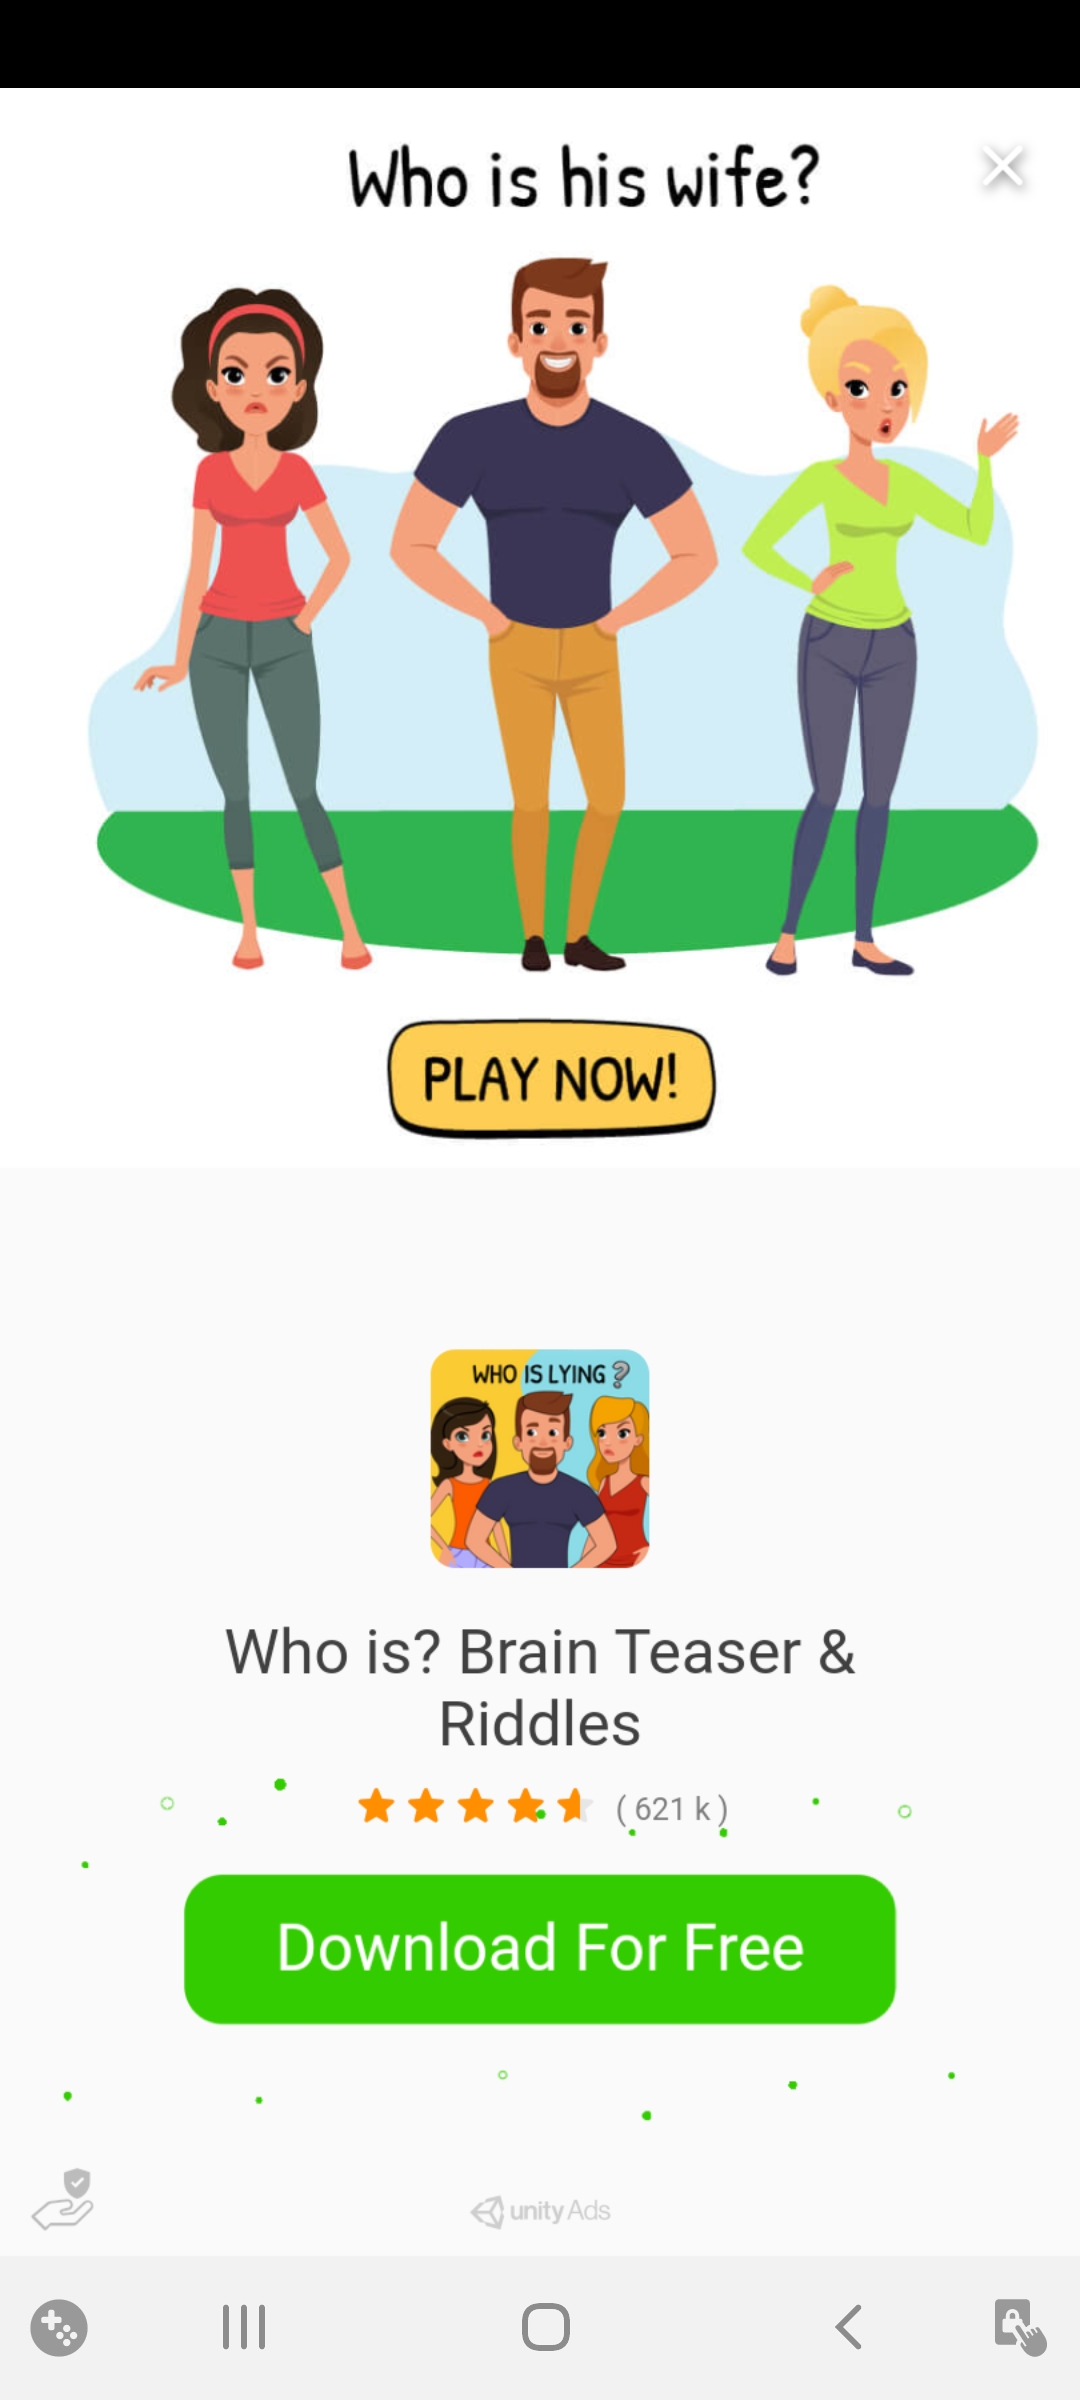 Who is his wife?
PLAY NOW!
WHO IS LYING?
Who is? Brain Teaser &
Riddles
( 621 k )
Download For Free
unity Ads